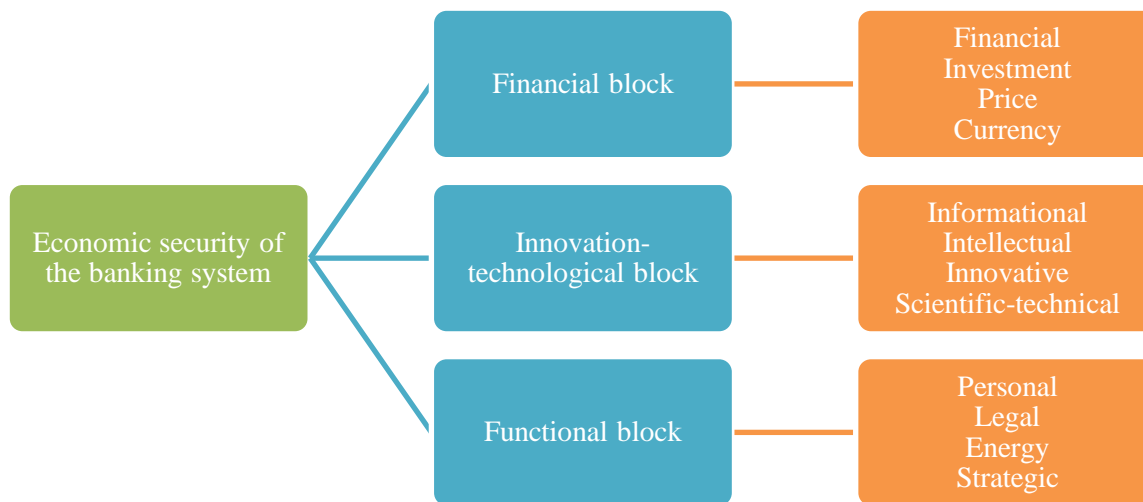 Economic security of
the banking system
Financial block
Financial
Investment
Price
Currency
Innovation-
technological block
Informational
Intellectual
Innovative
Scientific-technical
Functional block
Personal
Legal
Energy
Strategic